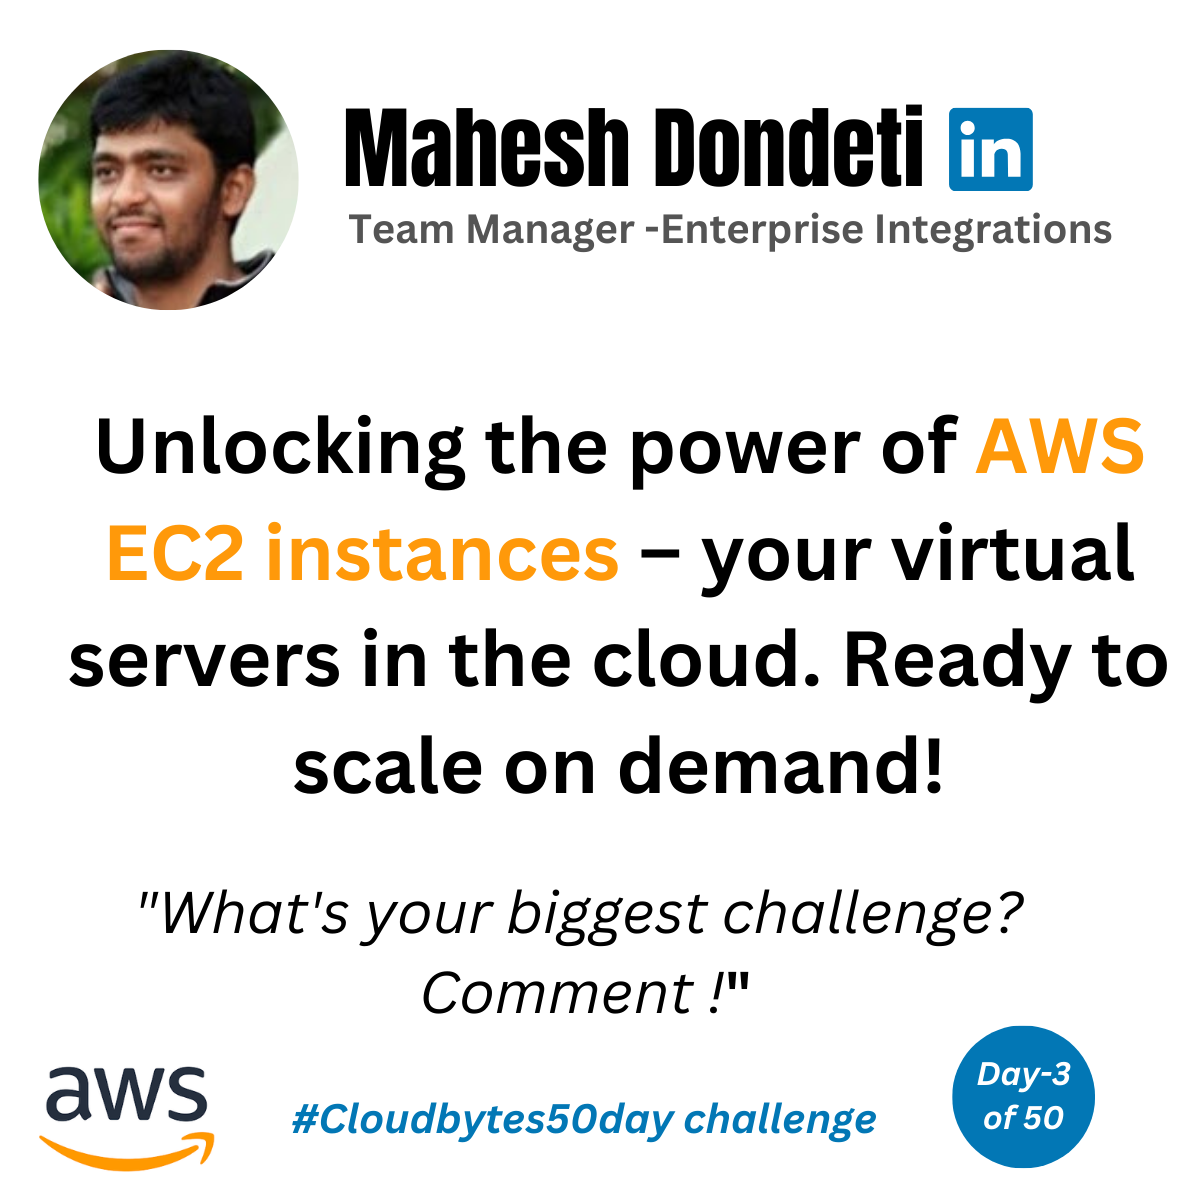 Mahesh Dondeti in
Team Manager -Enterprise Integrations
Unlocking the power of AWS
EC2 instances – your virtual
servers in the cloud. Ready to
scale on demand!
"What's your biggest challenge?
Comment !"
aws
#Cloudbytes50day challenge
Day-3
of 50